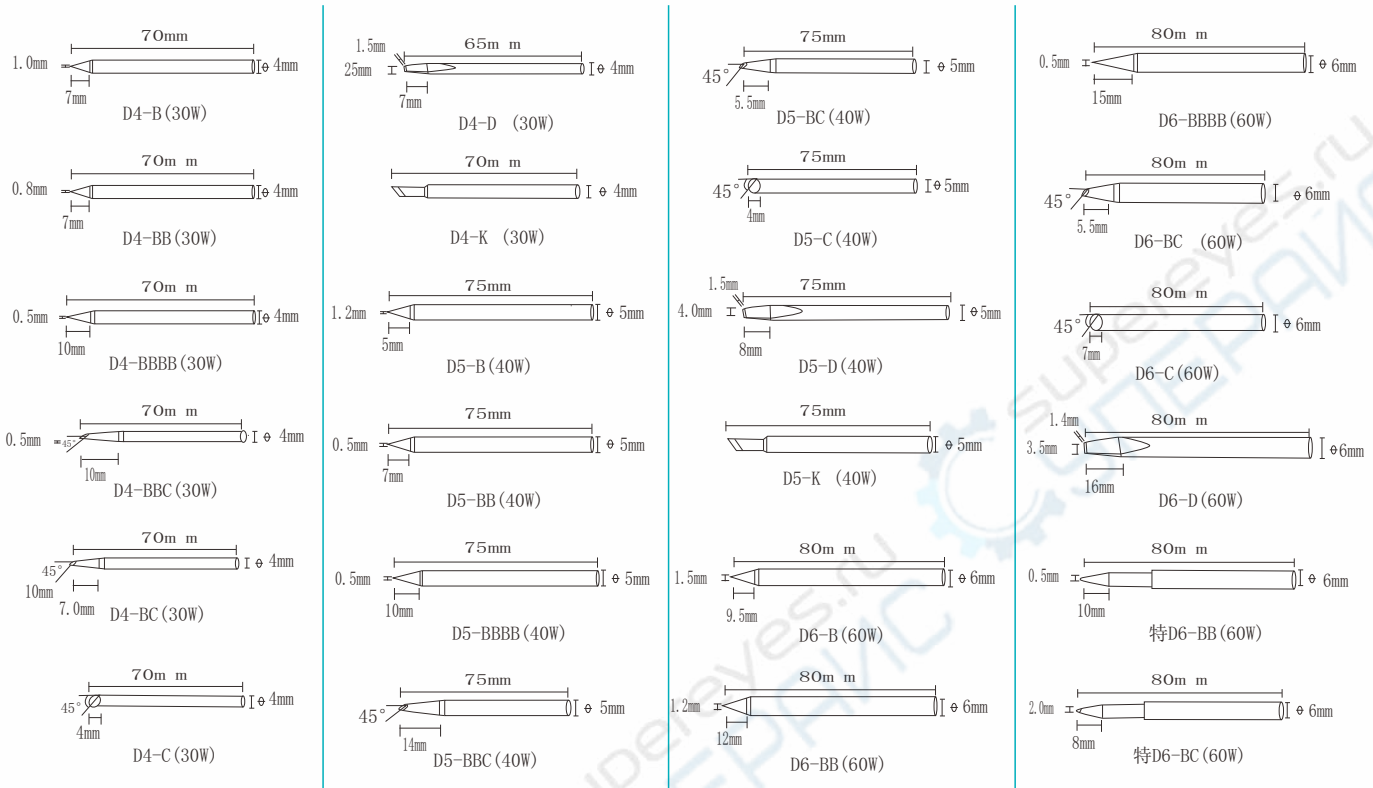 70mm
1.0mm
Φ 4mm
7mm
D4-B(30W)
70m m
0.8mm
Φ 4mm
7mm
D4-BB(30W)
70m m
0.5mm
Φ 4mm
10mm
D4-BBBB(30W)
70m m
0.5mm
45°
Φ 4mm
10mm
D4-BBC(30W)
70m m
45°
Φ 4mm
10mm
7.0mm
D4-BC(30W)
70m m
45°
Φ 4mm
4mm
D4-C(30W)
1.5mm
65m m
25mm
Φ 4mm
7mm
D4-D (30W)
70m m
Φ 4mm
D4-K (30W)
75mm
1.2mm
Φ 5mm
5mm
D5-B(40W)
75mm
0.5mm
Φ 5mm
7mm
D5-BB(40W)
75mm
0.5mm
Φ 5mm
10mm
D5-BBBB(40W)
75mm
45°
Φ 5mm
14mm
D5-BBC(40W)
75mm
45°
Φ 5mm
5.5mm
D5-BC(40W)
75mm
45°
Φ 5mm
4mm
D5-C(40W)
1.5mm
75mm
4.0mm
Φ 5mm
8mm
D5-D(40W)
75mm
Φ 5mm
D5-K (40W)
80m m
1.5mm
Φ 6mm
9.5mm
D6-B(60W)
80m m
1.2mm
Φ 6mm
12mm
D6-BB(60W)
80m m
0.5mm
Φ 6mm
15mm
D6-BBBB(60W)
80m m
45°
Φ 6mm
5.5mm
D6-BC (60W)
80m m
45°
Φ 6mm
7mm
D6-C(60W)
1.4mm
80m m
3.5mm
Φ 6mm
16mm
D6-D(60W)
80m m
0.5mm
Φ 6mm
10mm
特D6-BB(60W)
80m m
2.0mm
Φ 6mm
8mm
特D6-BC(60W)
supereyes.ru
СУПЕРАЙС
supereyes.ru
СУПЕРАЙС